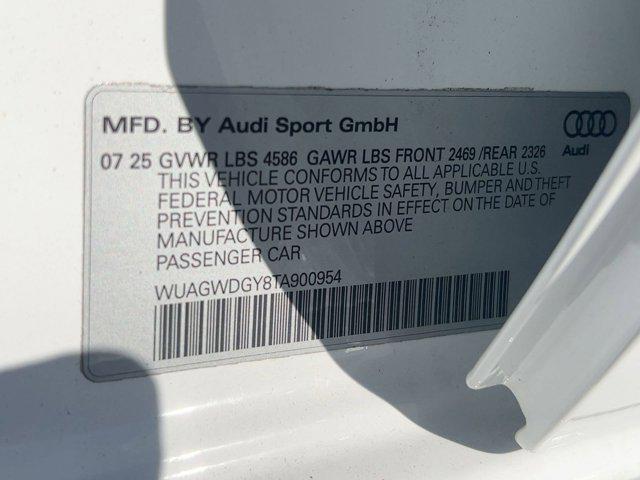 MFD. BY Audi Sport GmbH
Audi
07 25 GVWR LBS 4586 GAWR LBS FRONT 2469 /REAR 2326
THIS VEHICLE CONFORMS TO ALL APPLICABLE U.S.
FEDERAL MOTOR VEHICLE SAFETY, BUMPER AND THEFT
PREVENTION STANDARDS IN EFFECT ON THE DATE OF
MANUFACTURE SHOWN ABOVE
PASSENGER CAR
WUAGWDGY8TA900954